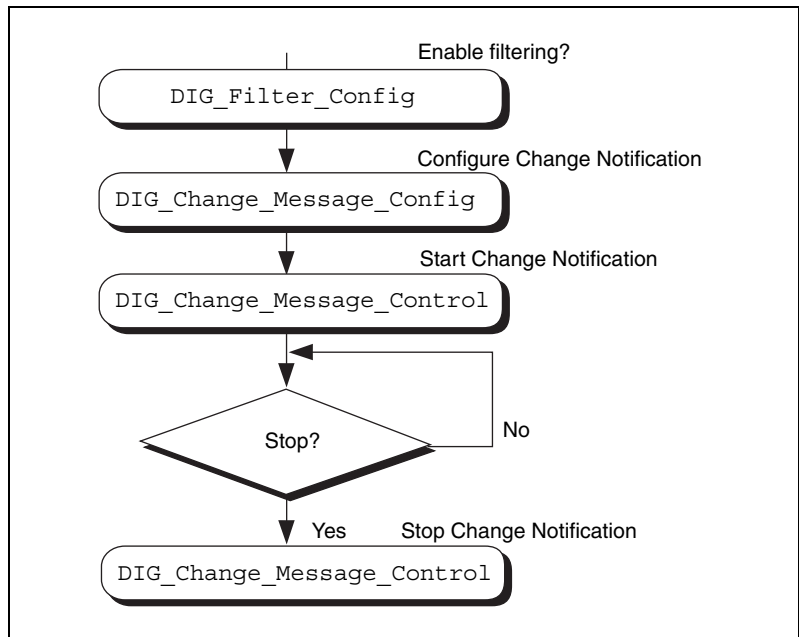 Enable filtering?
DIG_Filter_Config
Configure Change Notification
DIG_Change_Message_Config
Start Change Notification
DIG_Change_Message_Control
Stop?
No
Yes
Stop Change Notification
DIG_Change_Message_Control